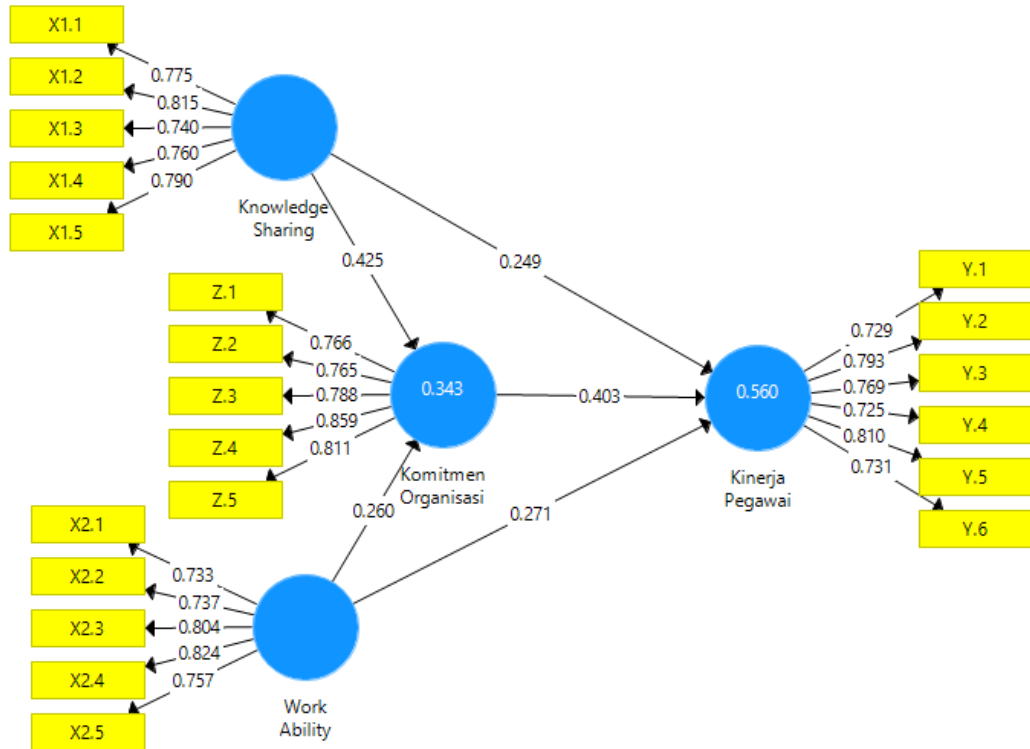 X1.1
X1.2
X1.3
X1.4
X1.5
0.775
0.815
0.740
0.760
0.790
Knowledge
Sharing
0.425
0.249
Z.1
Z.2
Z.3
Z.4
Z.5
0.766
0.765
0.788
0.859
0.811
0.343
Komitmen
Organisasi
0.403
0.560
Kinerja
Pegawai
0.729
0.793
0.769
0.725
0.810
0.731
Y.1
Y.2
Y.3
Y.4
Y.5
Y.6
0.260
0.271
X2.1
X2.2
X2.3
X2.4
X2.5
0.733
0.737
0.804
0.824
0.757
Work
Ability